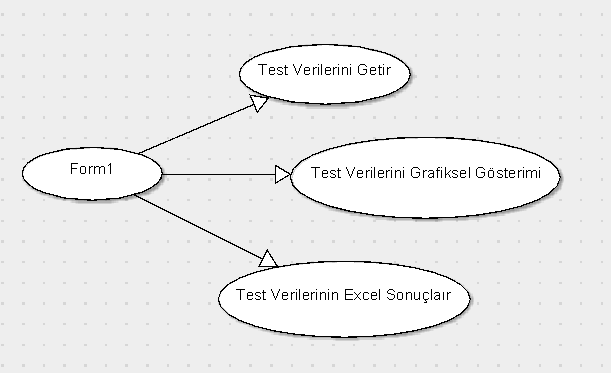 Test Verilerini Getir
Form1
Test Verilerini Grafiksel Gösterimi
Test Verilerinin Excel Sonuçlaır